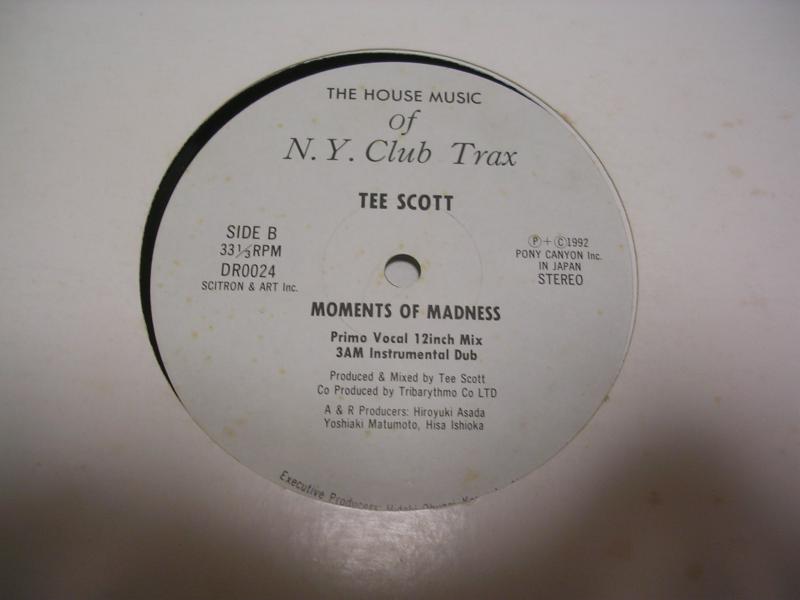 THE HOUSE MUSIC
of
N.Y. Club Trax
TEE SCOTT
SIDE B
33⅓RPM
DR0024
SCITRON & ART Inc.
Ⓟ+Ⓒ1992
PONY CANYON Inc.
IN JAPAN
STEREO
MOMENTS OF MADNESS
Primo Vocal 12inch Mix
3AM Instrumental Dub
Produced & Mixed by Tee Scott
Co Produced by Tribarythmo Co LTD
A & R Producers: Hiroyuki Asada
Yoshiaki Matumoto, Hisa Ishioka
Executive Producers: